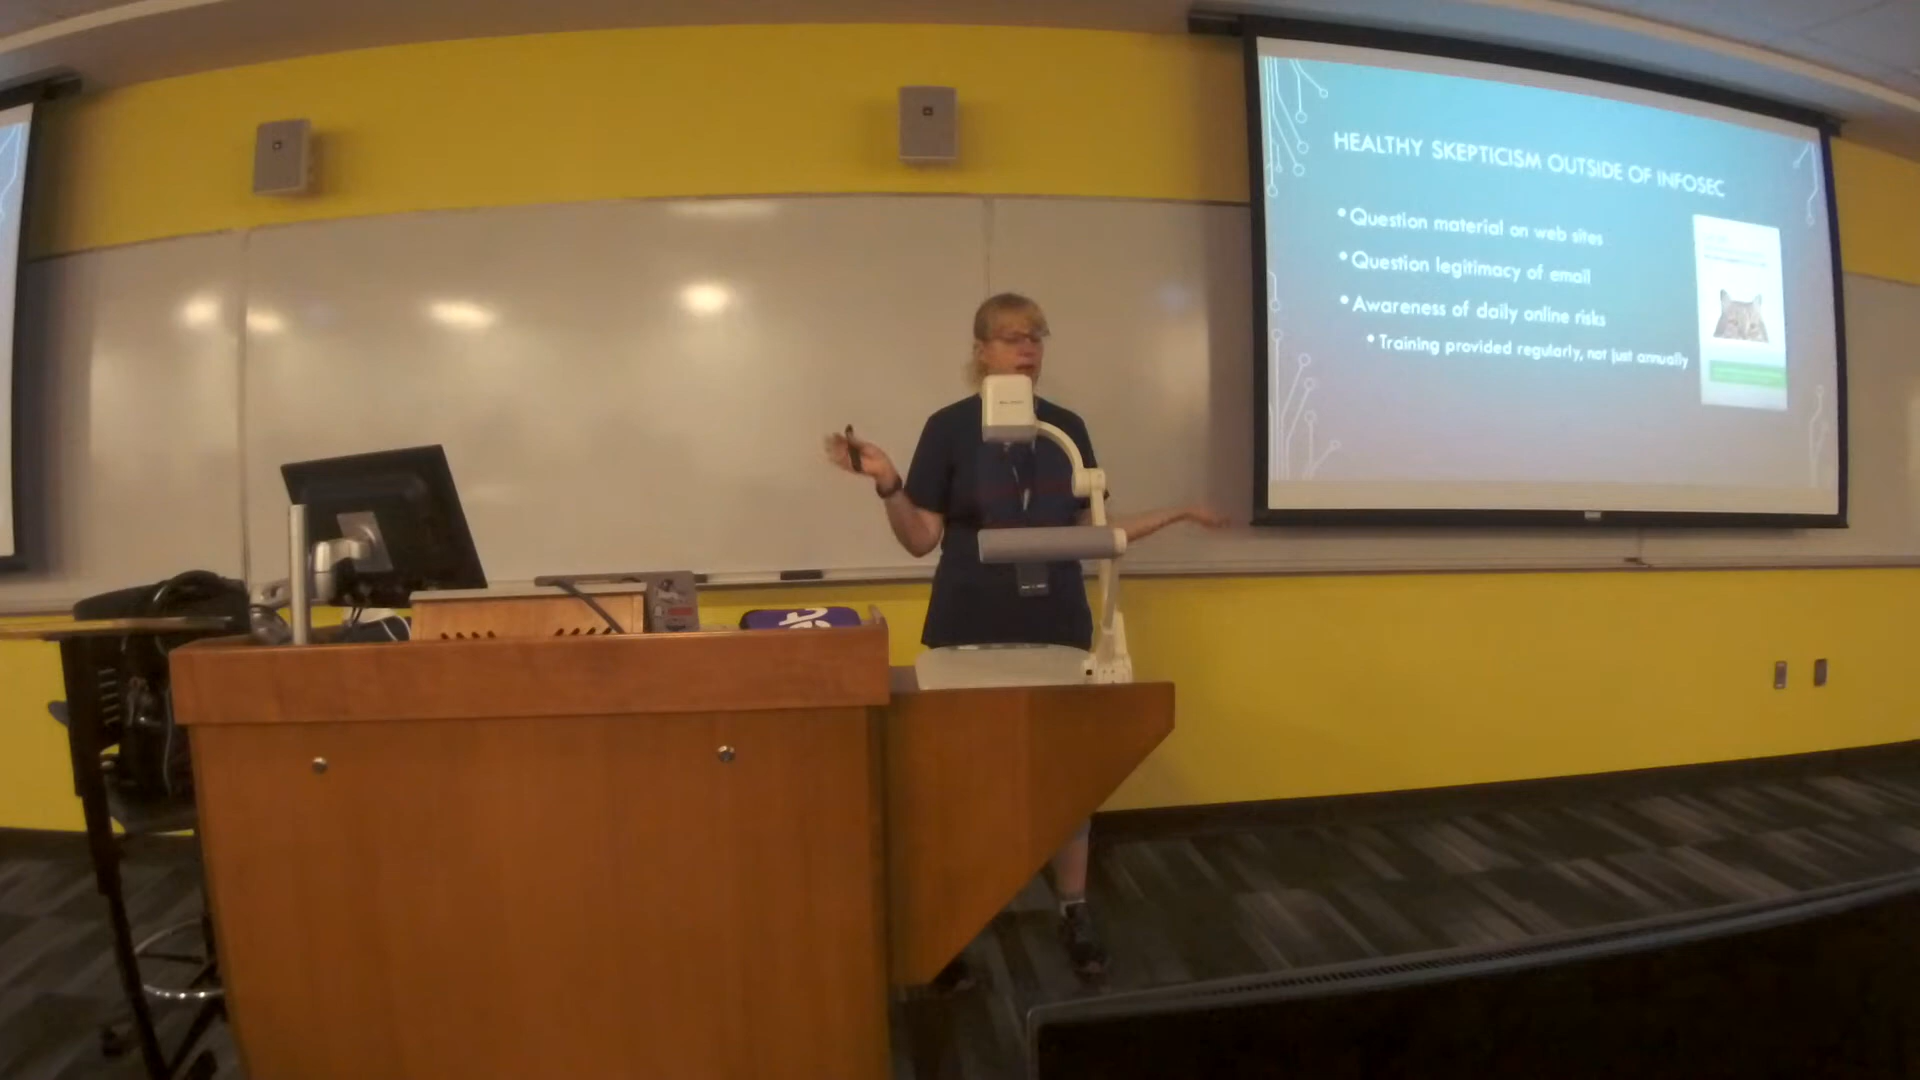 HEALTHY SKEPTICISM OUTSIDE OF INFOSEC
• Question material on web sites
• Question legitimacy of email
• Awareness of daily online risks
• Training provided regularly, not just annually